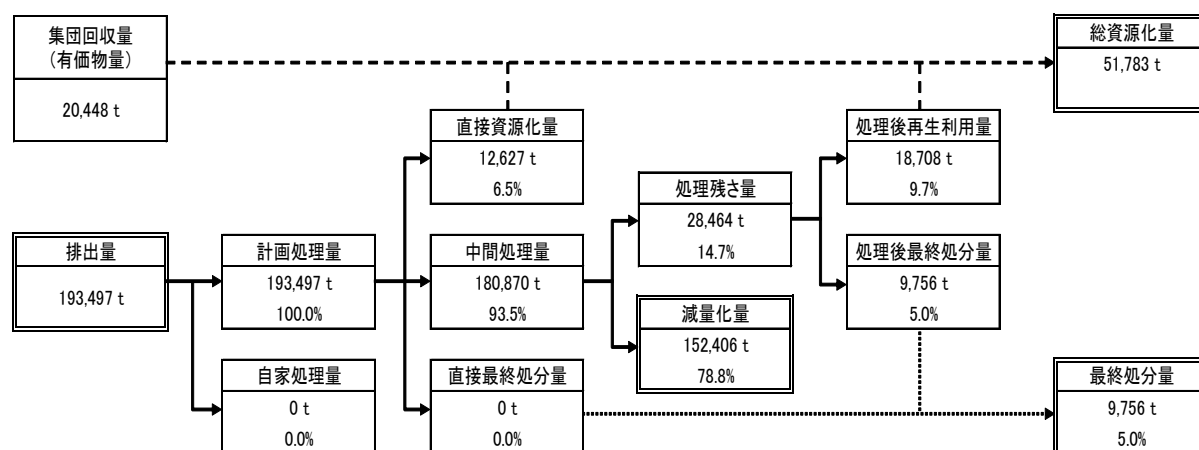 集団回収量
（有価物量）
20,448 t
総資源化量
51,783 t
直接資源化量
12,627 t
6.5%
処理後再生利用量
18,708 t
9.7%
処理残さ量
28,464 t
14.7%
排出量
193,497 t
計画処理量
193,497 t
100.0%
中間処理量
180,870 t
93.5%
処理後最終処分量
9,756 t
5.0%
減量化量
152,406 t
78.8%
自家処理量
0 t
0.0%
直接最終処分量
0 t
0.0%
最終処分量
9,756 t
5.0%